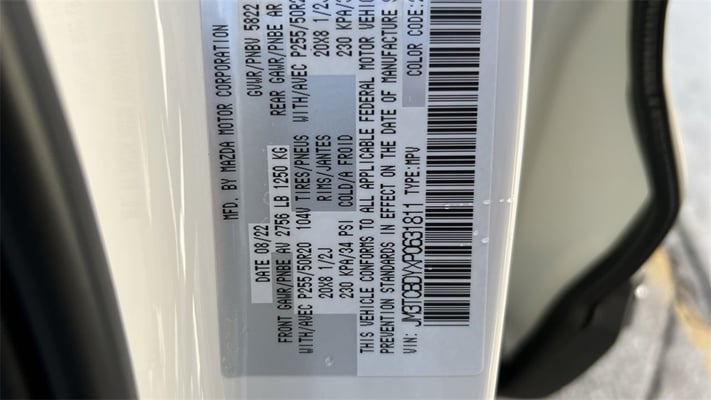 MFD. BY MAZDA MOTOR CORPORATION
DATE 08/22 GVWR/PNBV 5822
FRONT GAWR/PNBE AV 2756 LB 1250 KG REAR GAWR/PNBE AR
WITH/AVEC P255/50R20 104V TIRES/PNEUS WITH/AVEC P255/50R
20X8 1/2J RIMS/JANTES 20X8 1/2J
230 KPA/34 PSI COLD/A FROID 230 KPA/3
THIS VEHICLE CONFORMS TO ALL APPLICABLE FEDERAL MOTOR VEHIC
PREVENTION STANDARDS IN EFFECT ON THE DATE OF MANUFACTURE S
VIN: JM3TCBDYXP0631811 TYPE: MPV COLOR CODE: